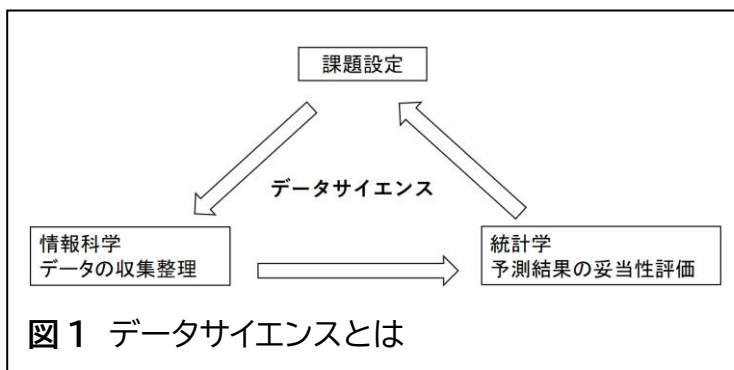 課題設定
データサイエンス
情報科学
データの収集整理
統計学
予測結果の妥当性評価
図1 データサイエンスとは